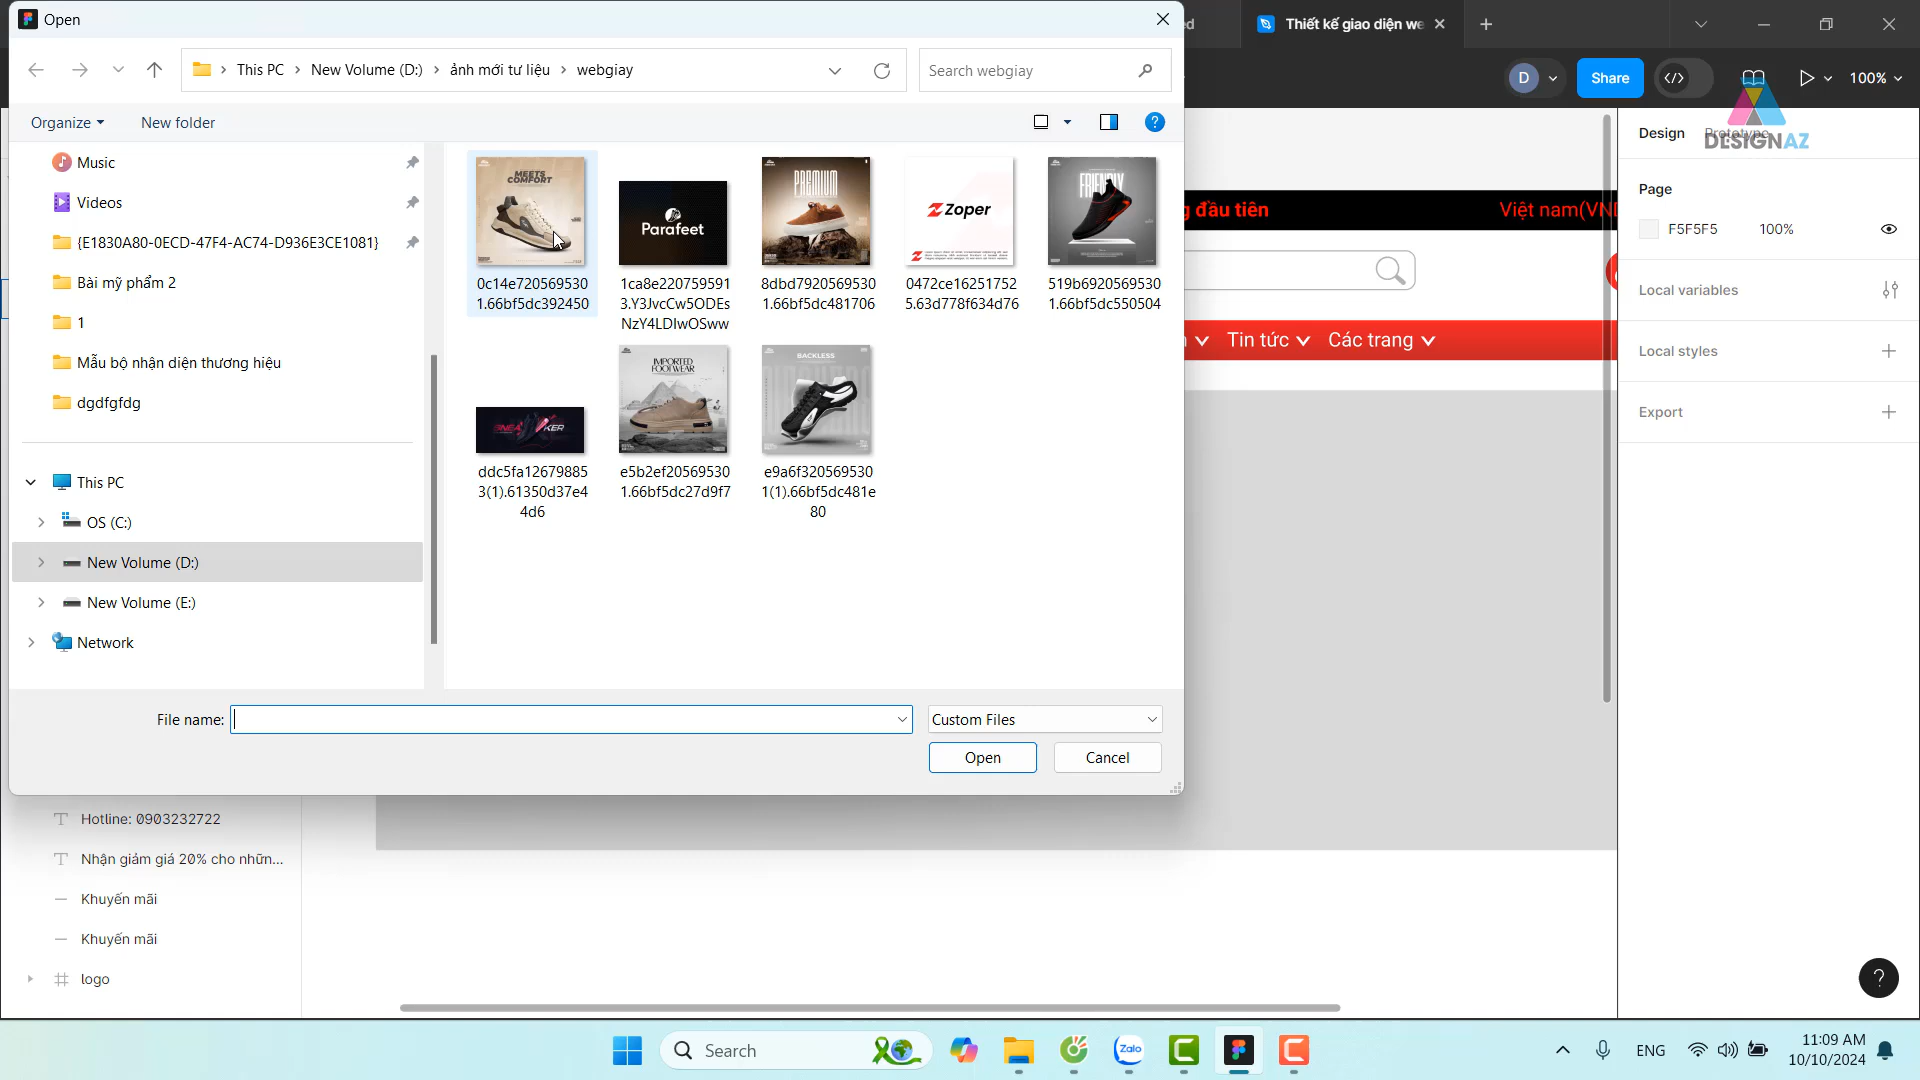 Open
Thiết kế giao diện we
This PC
New Volume (D:)
ảnh mới tư liệu
webgiay
Search webgiay
D
Share
100%
Organize
New folder
Design
Prototype
DESIGNAZ
Music
Videos
{E1830A80-0ECD-47F4-AC74-D936E3CE1081}
Bài mỹ phẩm 2
1
Mẫu bộ nhận diện thương hiệu
dgdfgfdg
This PC
OS (C:)
New Volume (D:)
New Volume (E:)
Network
MEETS
COMFORT
Parafeet
PREMIUM
Zoper
FRIENDLY
0c14e720569530
1.66bf5dc392450
1ca8e220759591
3.Y3JvcCw5ODEs
NzY4LDIwOSww
8dbd7920569530
1.66bf5dc481706
0472ce16251752
5.63d778f634d76
519b6920569530
1.66bf5dc550504
IMPORTED
FOOTWEAR
BACKLESS
ddc5fa12679885
3(1).61350d37e4
4d6
e5b2ef20569530
1.66bf5dc27d9f7
e9a6f320569530
1(1).66bf5dc481e
80
File name:
Custom Files
Open
Cancel
đầu tiên
Việt nam(VN
Tin tức
Các trang
Page
F5F5F5
100%
Local variables
Local styles
Export
Hotline: 0903232722
Nhận giảm giá 20% cho nhữn...
Khuyến mãi
Khuyến mãi
logo
?
Search
Zalo
ENG
11:09 AM
10/10/2024